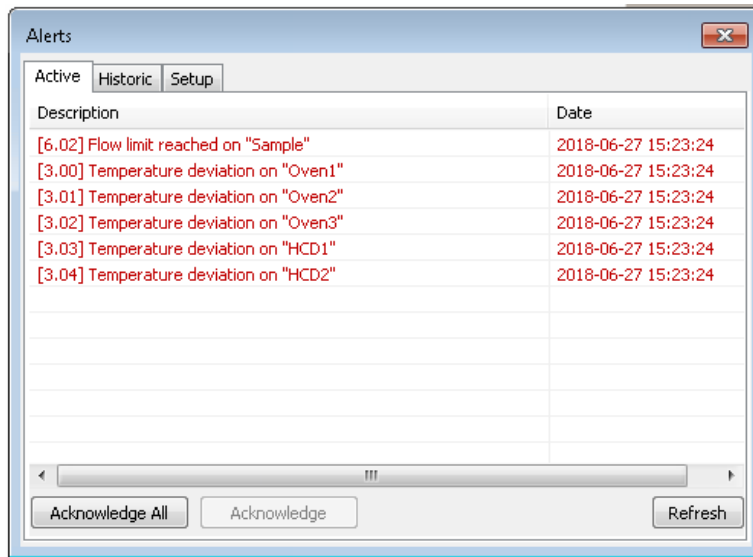 Alerts
Active Historic Setup
Description Date
[6.02] Flow limit reached on "Sample" 2018-06-27 15:23:24
[3.00] Temperature deviation on "Oven1" 2018-06-27 15:23:24
[3.01] Temperature deviation on "Oven2" 2018-06-27 15:23:24
[3.02] Temperature deviation on "Oven3" 2018-06-27 15:23:24
[3.03] Temperature deviation on "HCD1" 2018-06-27 15:23:24
[3.04] Temperature deviation on "HCD2" 2018-06-27 15:23:24
Acknowledge All Acknowledge Refresh